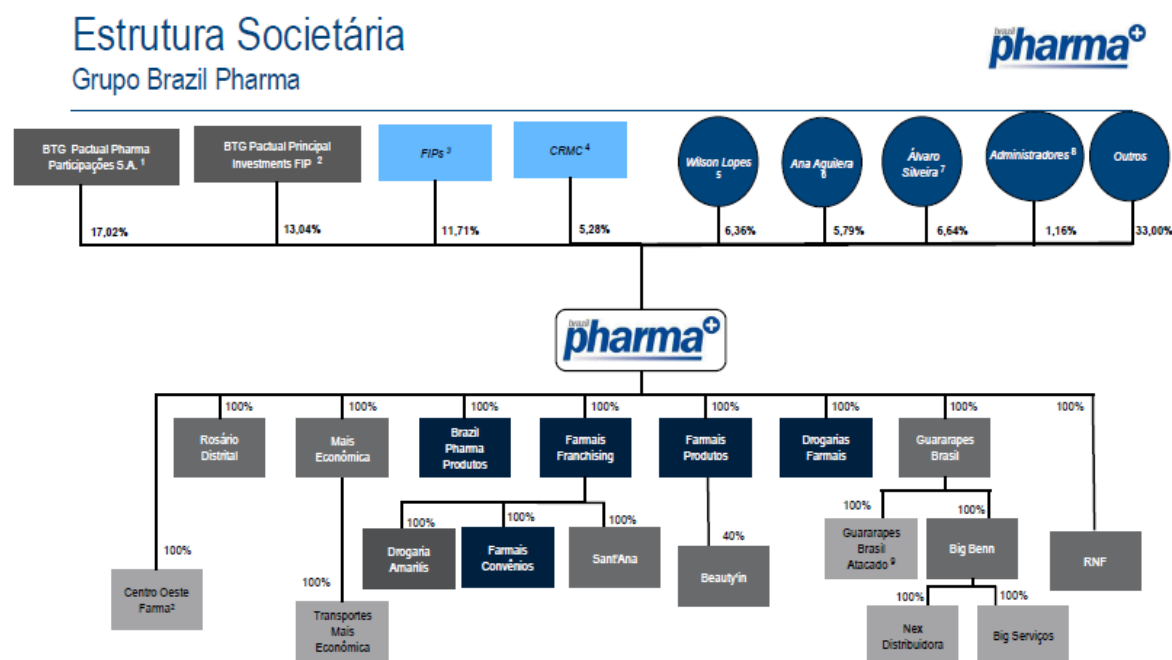 Estrutura Societária
Grupo Brazil Pharma
brazil
pharma+
BTG Pactual Pharma
Participações S.A. 1
BTG Pactual Principal
Investments FIP 2
FIPs 3
CRMC 4
Wilson Lopes
5
Ana Aquilera
6
Álvaro
Silveira 7
Administradores 8
Outros
17,02%
13,04%
11,71%
5,28%
6,36%
5,79%
6,64%
1,16%
33,00%
brazil
pharma+
100%
100%
100%
100%
100%
100%
100%
100%
Rosário
Distrital
Mais
Econômica
Brazil
Pharma
Produtos
Farmais
Franchising
Farmais
Produtos
Drogarias
Farmais
Guararapes
Brasil
100%
100%
100%
100%
100%
100%
40%
100%
Centro Oeste
Farma2
Transportes
Mais
Econômica
Drogaria
Amarilis
Farmais
Convênios
Sant'Ana
Beauty'in
Guararapes
Brasil
Atacado 9
Big Benn
RNF
100%
100%
Nex
Distribuidora
Big Serviços